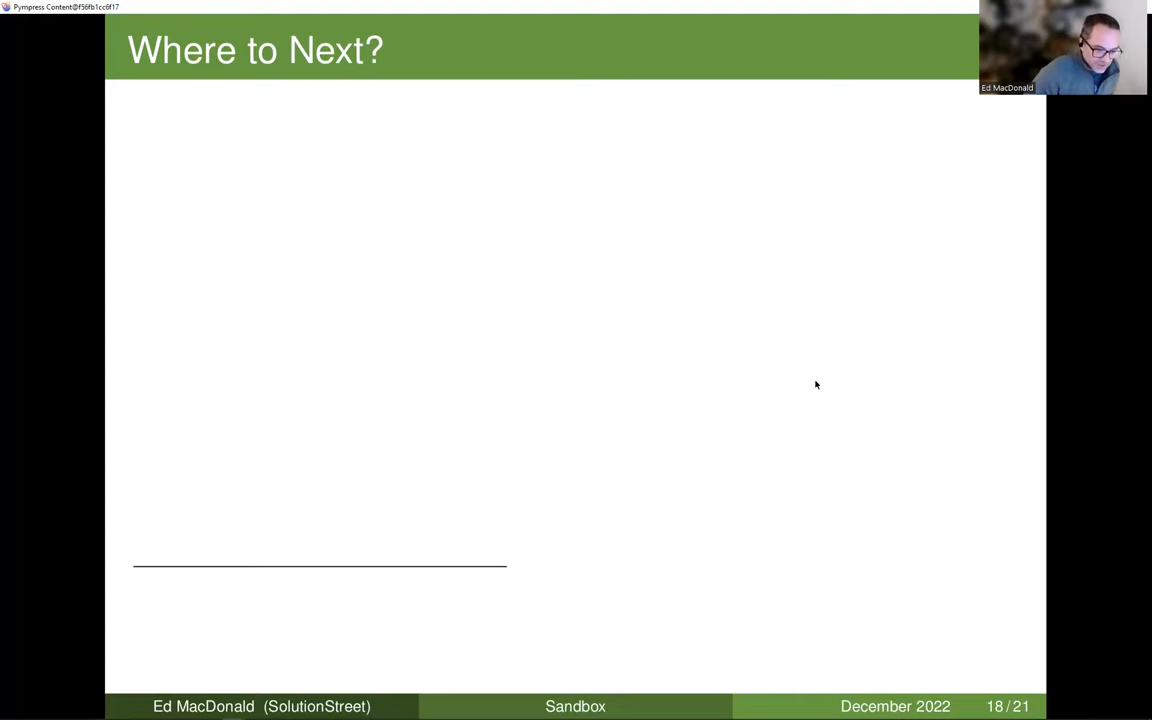 Pympress Content@f56fb1cc6f17
Where to Next?
Ed MacDonald
Ed MacDonald (SolutionStreet)
Sandbox
December 2022
18 / 21